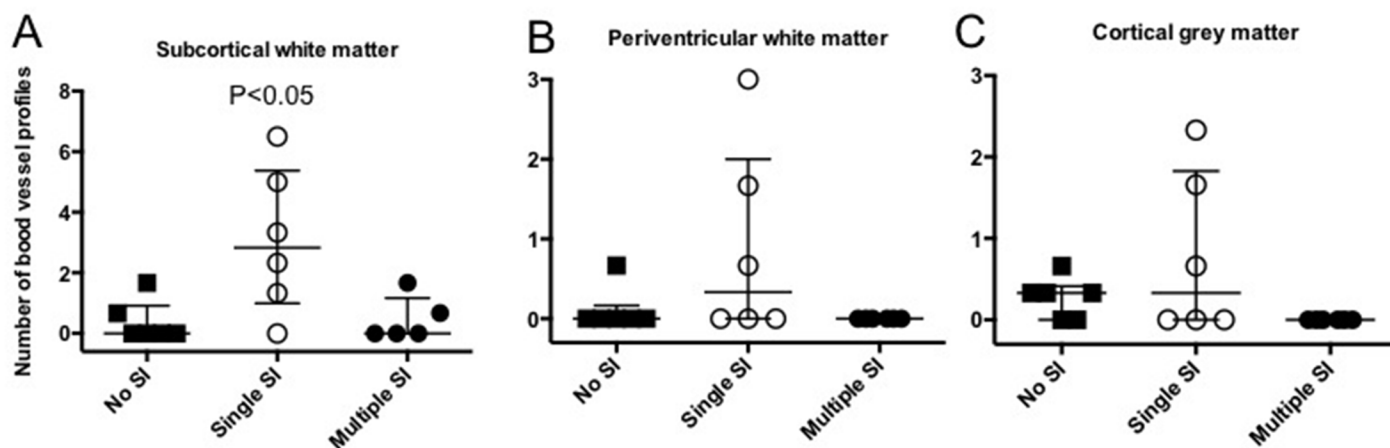 A
Subcortical white matter
P<0.05
Number of bood vessel profiles
8
6
4
2
0
No SI
Single SI
Multiple SI
B
Periventricular white matter
3
2
1
0
No SI
Single SI
Multiple SI
C
Cortical grey matter
3
2
1
0
No SI
Single SI
Multiple SI